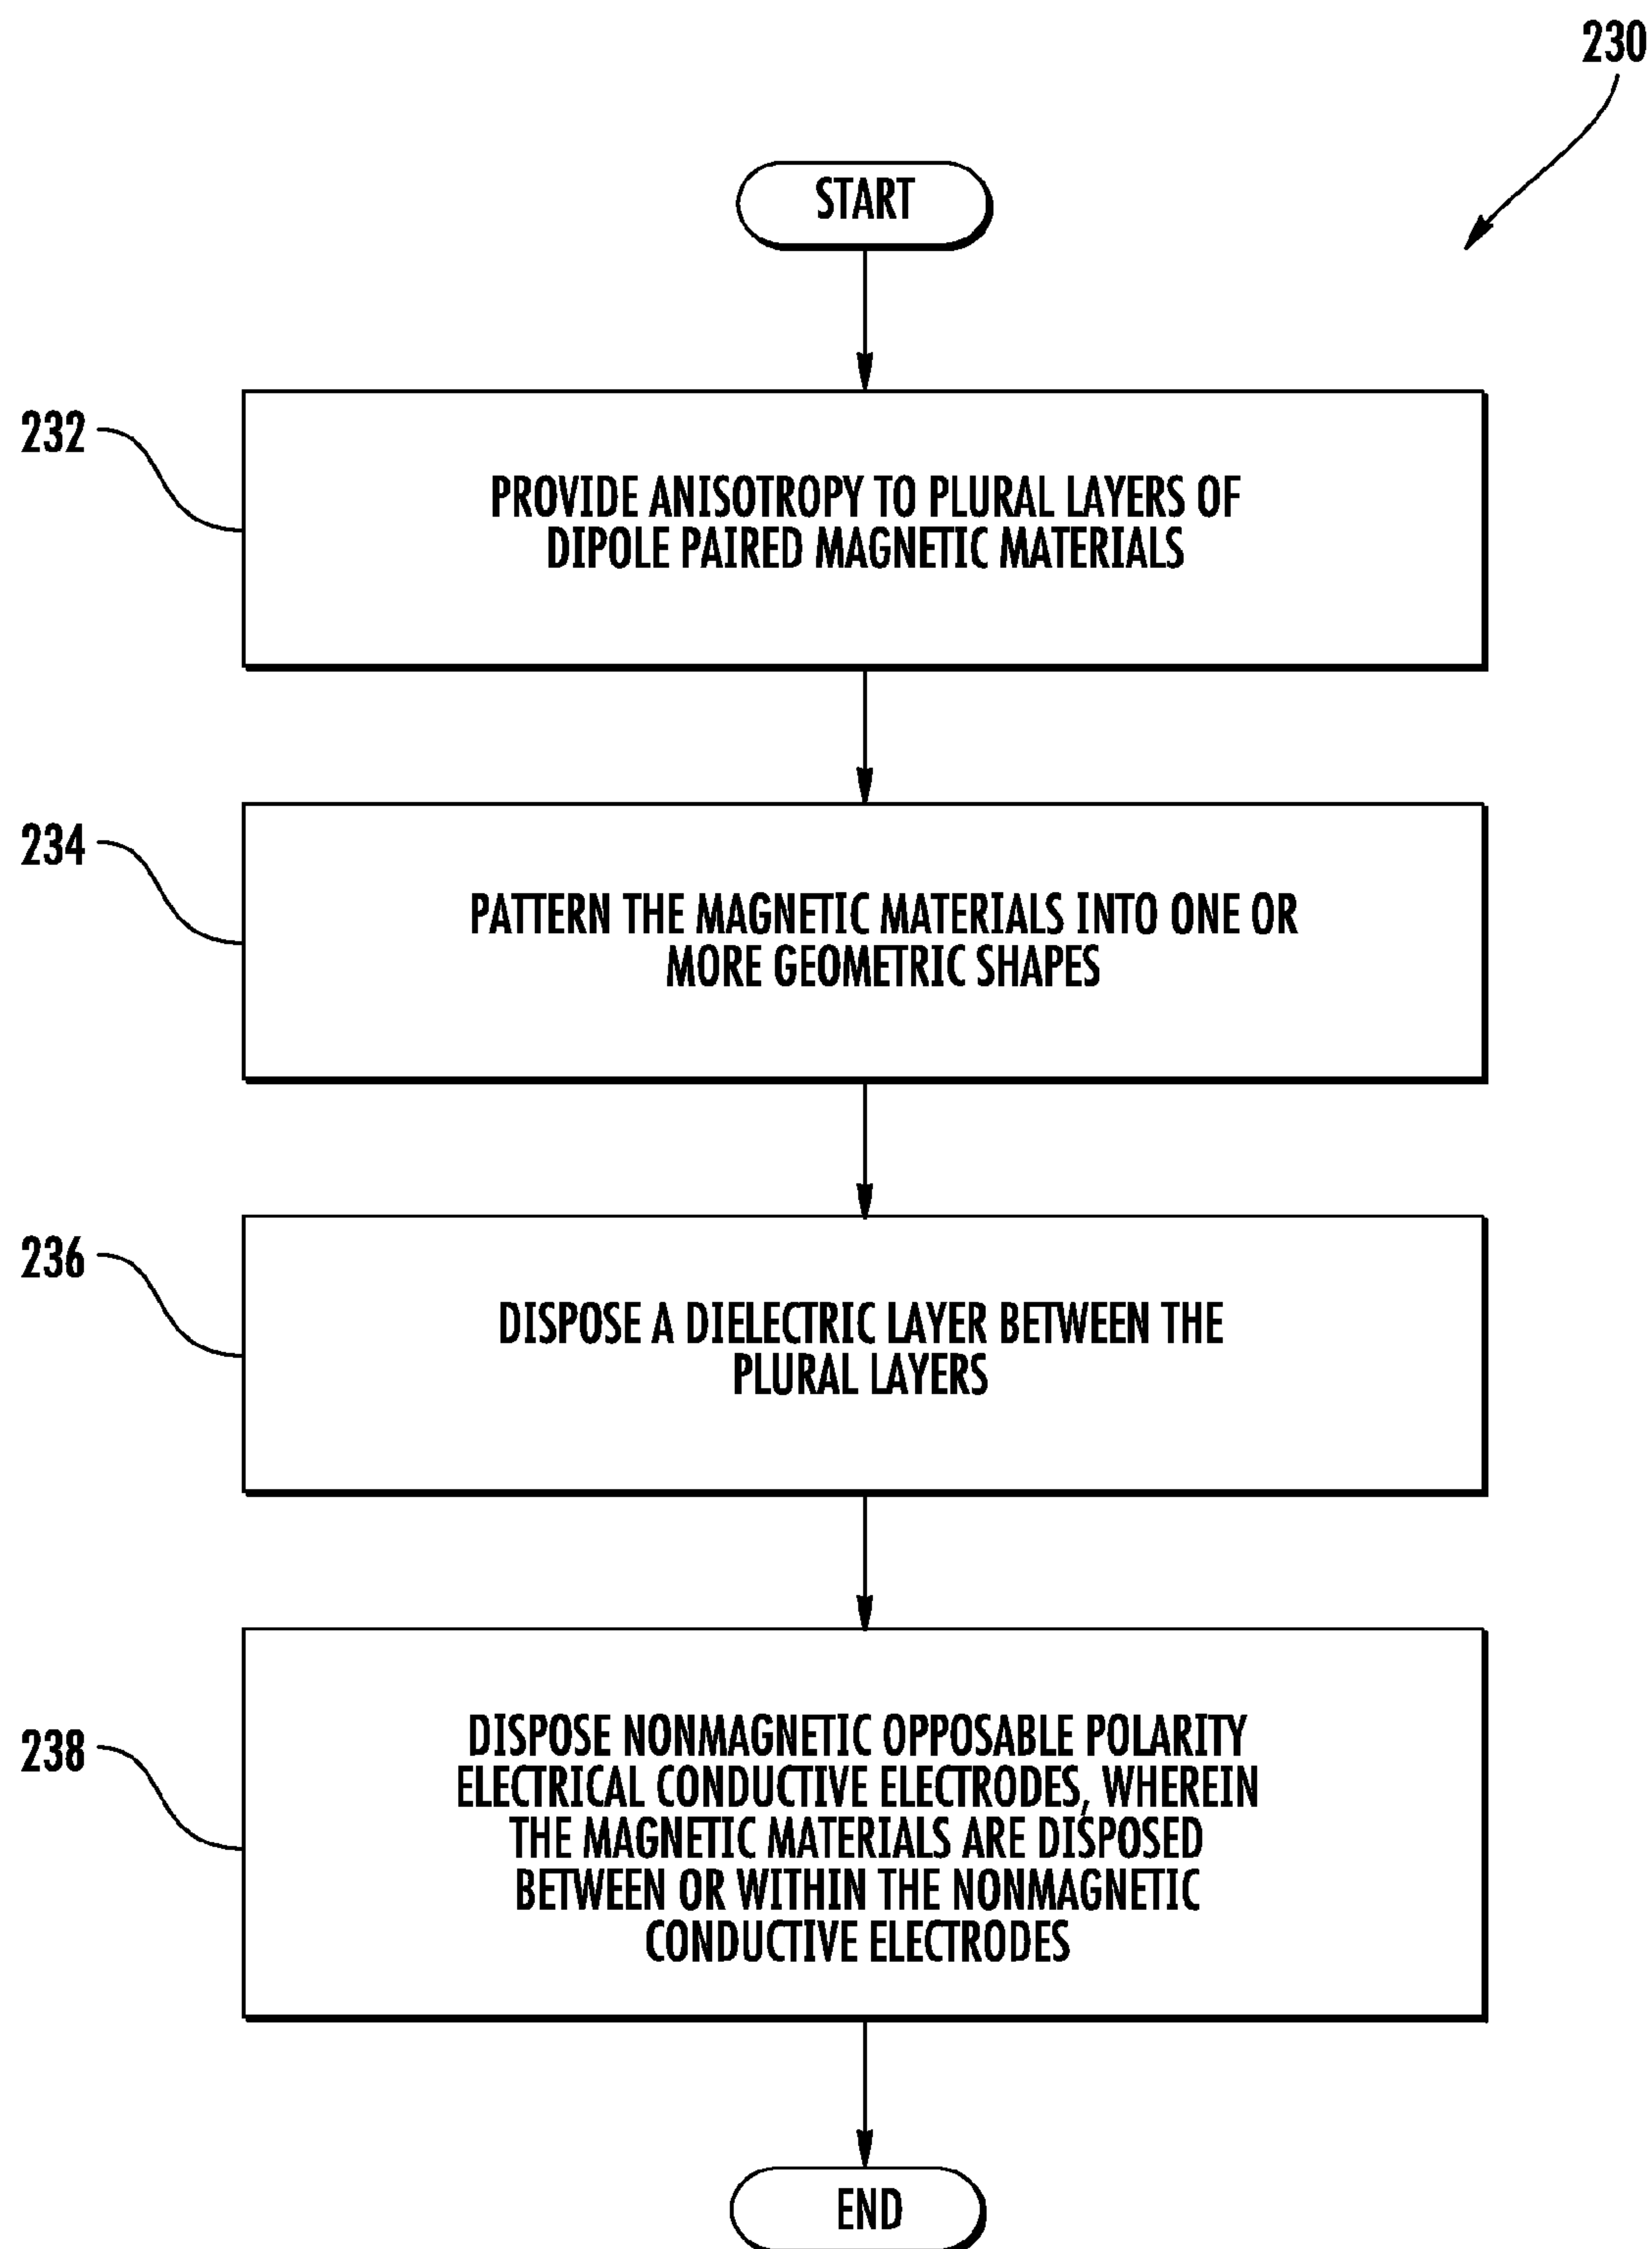 230
START
232
PROVIDE ANISOTROPY TO PLURAL LAYERS OF
DIPOLE PAIRED MAGNETIC MATERIALS
234
PATTERN THE MAGNETIC MATERIALS INTO ONE OR
MORE GEOMETRIC SHAPES
236
DISPOSE A DIELECTRIC LAYER BETWEEN THE
PLURAL LAYERS
238
DISPOSE NONMAGNETIC OPPOSABLE POLARITY
ELECTRICAL CONDUCTIVE ELECTRODES, WHEREIN
THE MAGNETIC MATERIALS ARE DISPOSED
BETWEEN OR WITHIN THE NONMAGNETIC
CONDUCTIVE ELECTRODES
END